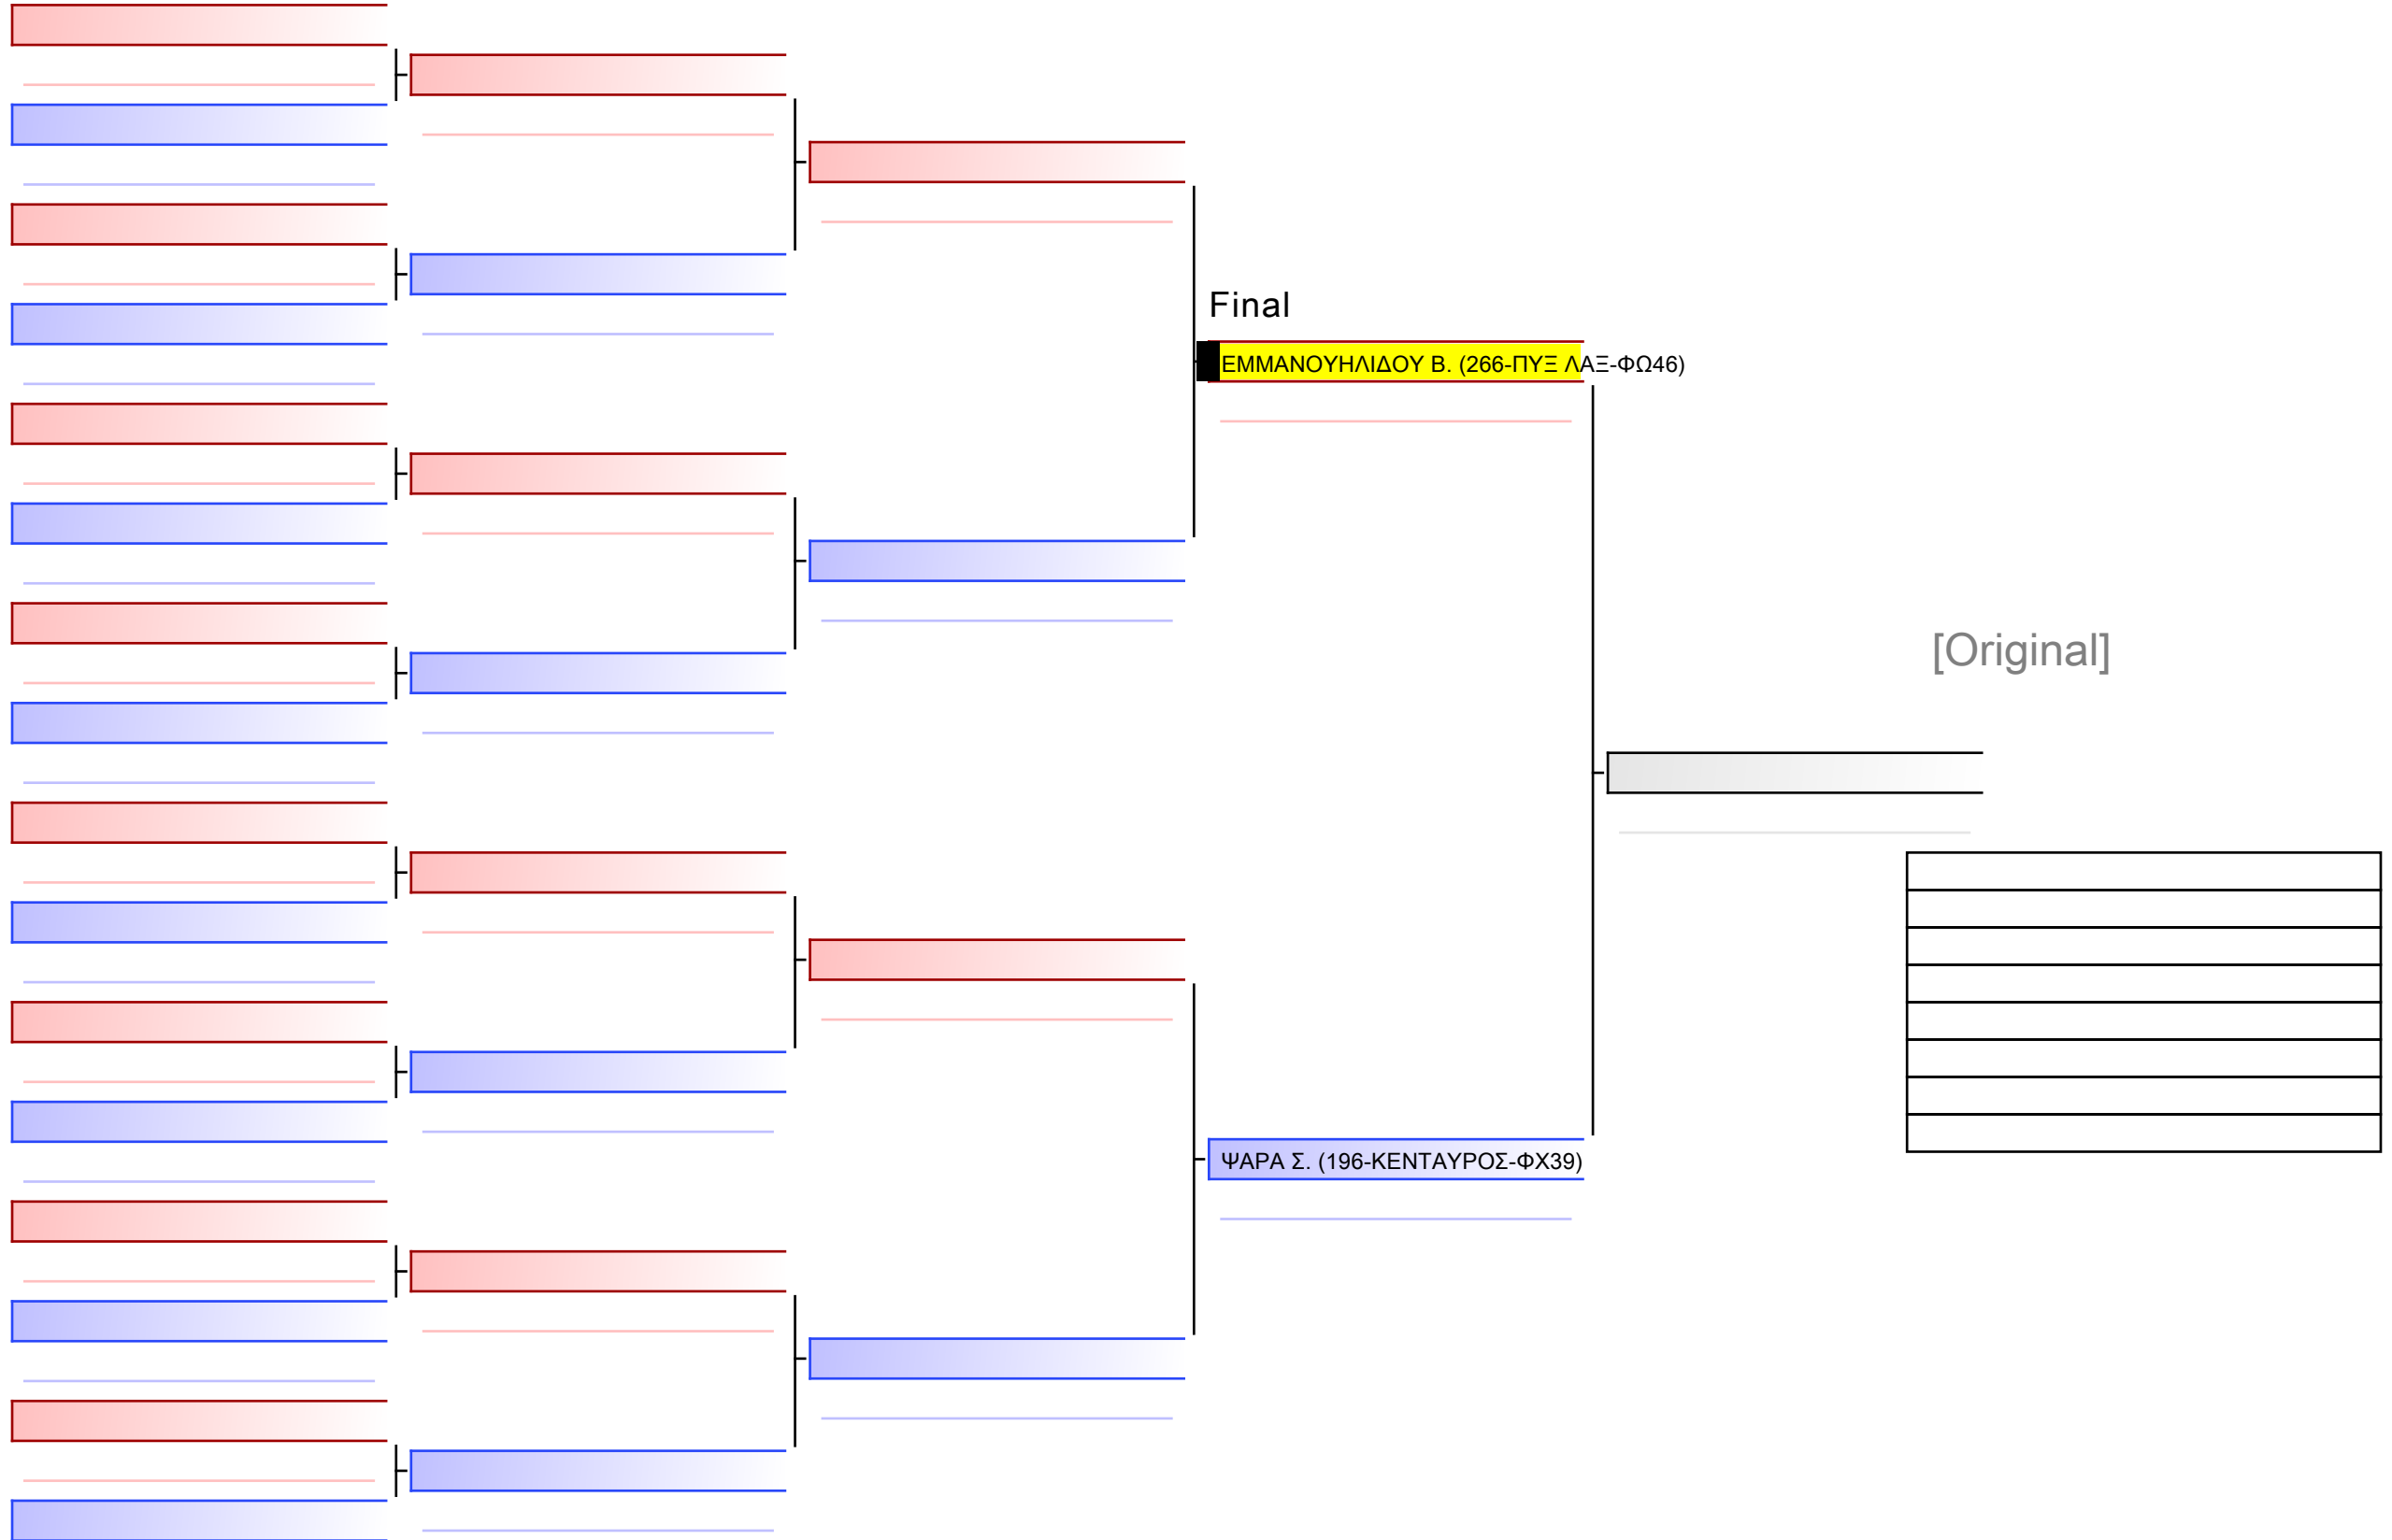 Final
ΕΜΜΑΝΟΥΗΛΙΔΟΥ Β. (266-ΠΥΞ ΛΑΞ-ΦΩ46)
[Original]
ΨΑΡΑ Σ. (196-ΚΕΝΤΑΥΡΟΣ-ΦΧ39)